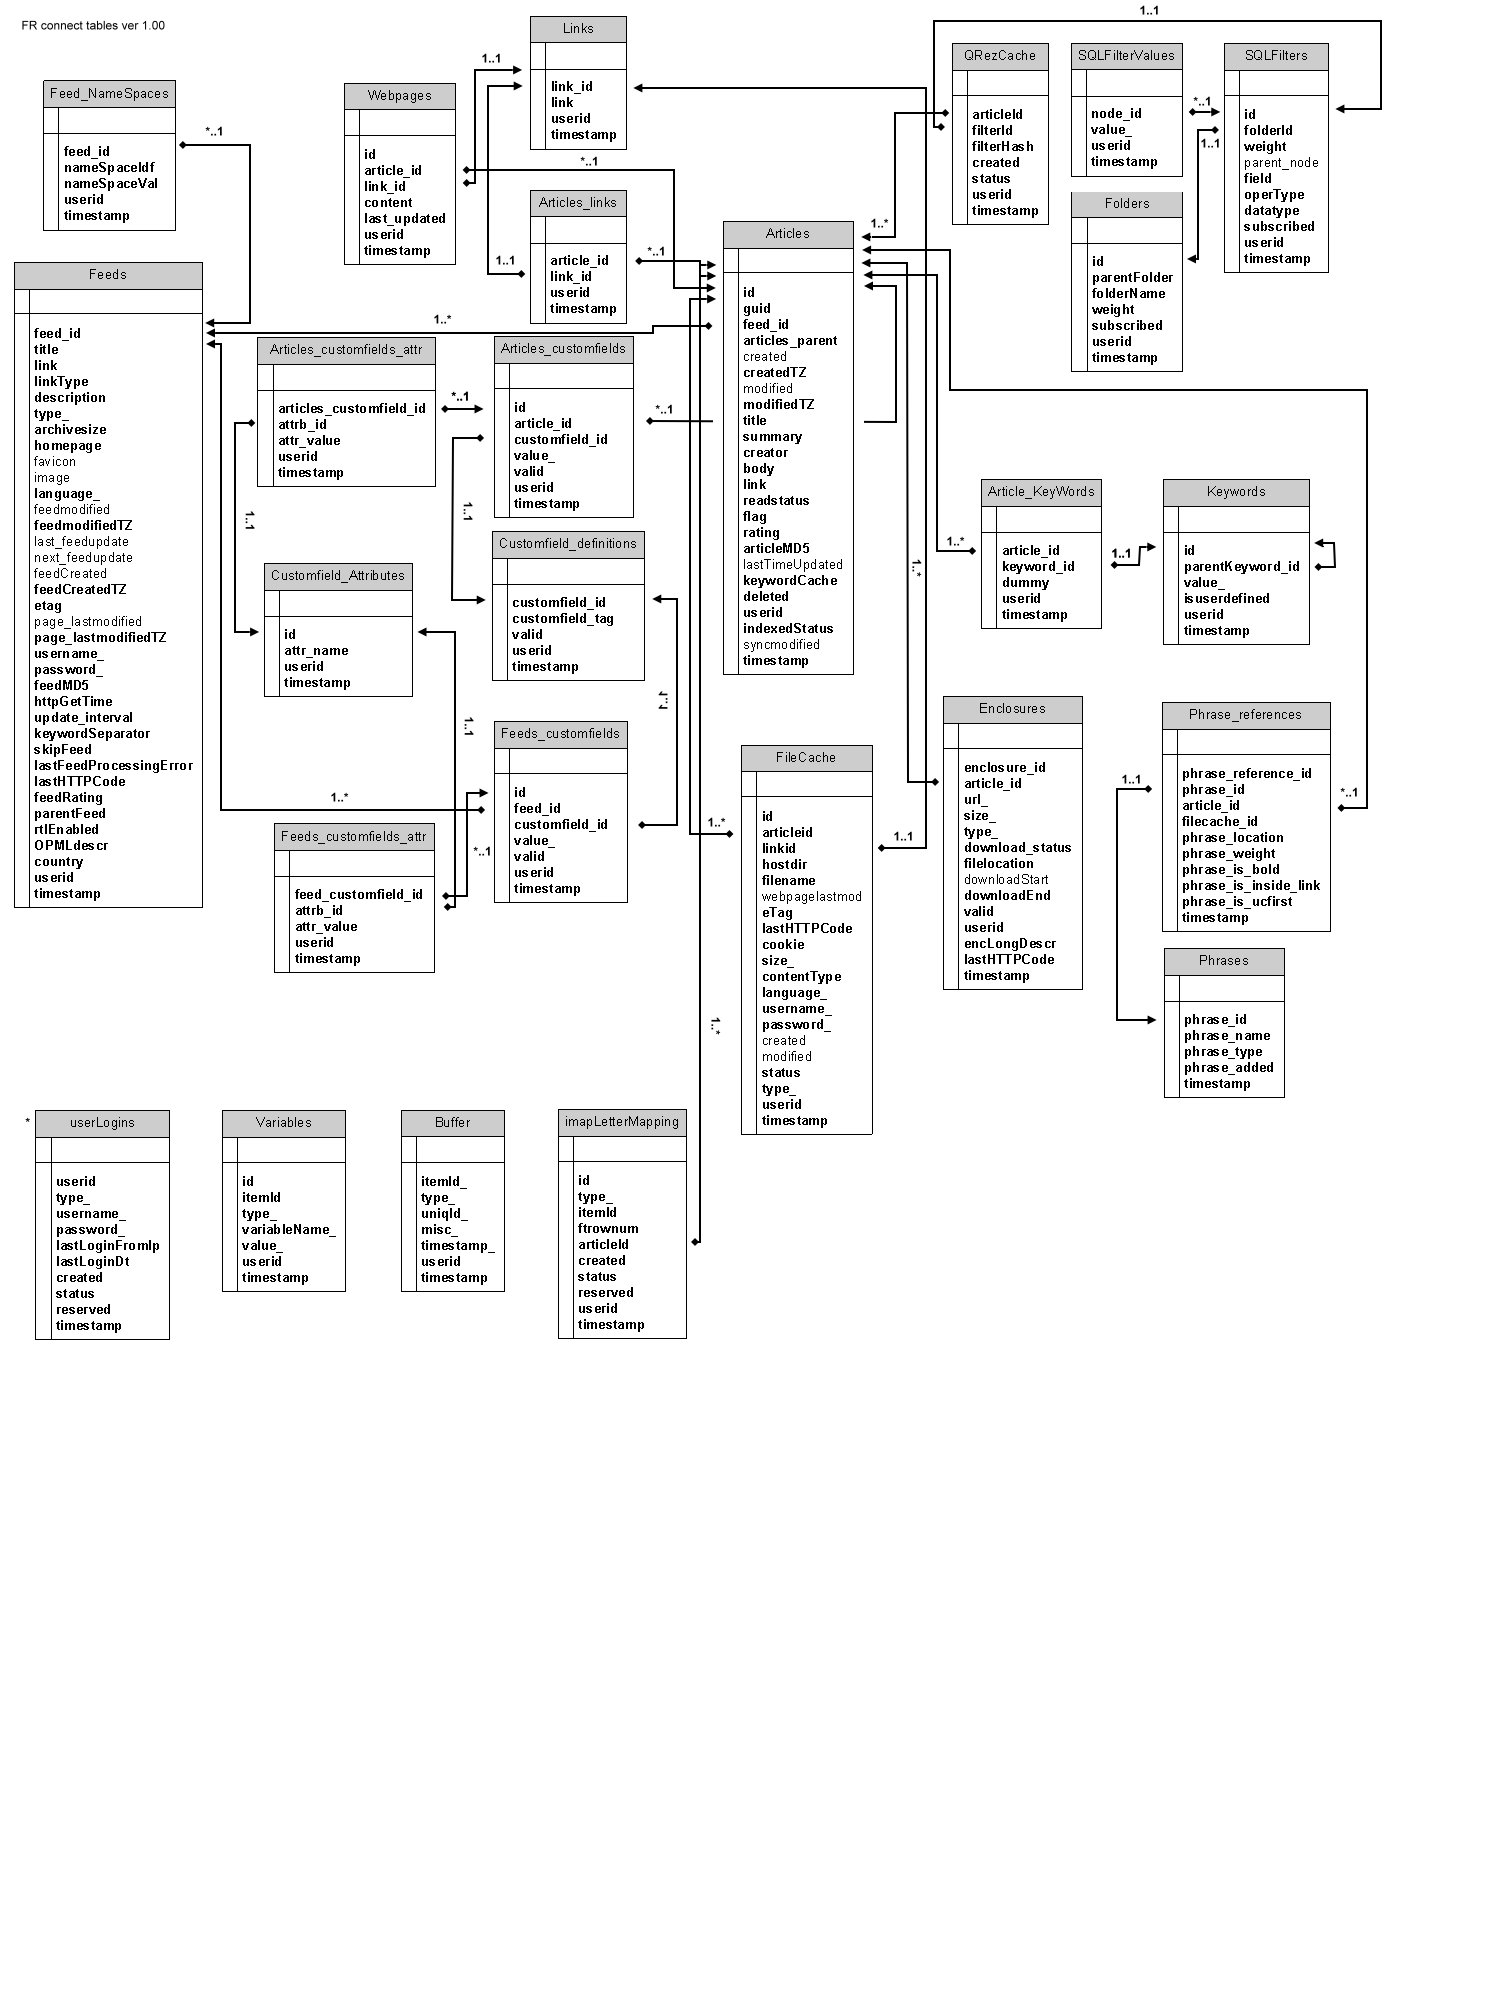 FR connect tables ver 1.00
Feed_NameSpaces
feed_id
nameSpaceIdf
nameSpaceVal
userid
timestamp
*..1
Feeds
feed_id
title
link
linkType
description
type_
archivesize
homepage
favicon
image
language_
feedmodified
feedmodifiedTZ
last_feedupdate
next_feedupdate
feedCreated
feedCreatedTZ
etag
page_lastmodified
page_lastmodifiedTZ
username_
password_
feedMD5
httpGetTime
update_interval
keywordSeparator
skipFeed
lastFeedProcessingError
lastHTTPCode
feedRating
parentFeed
rtlEnabled
OPMLdescr
country
userid
timestamp
Webpages
id
article_id
link_id
content
last_updated
userid
timestamp
1..1
*..1
Links
link_id
link
userid
timestamp
Articles_links
article_id
link_id
userid
timestamp
1..1
*..1
1..*
Articles_customfields_attr
articles_customfield_id
attrb_id
attr_value
userid
timestamp
*..1
1..1
Articles_customfields
id
article_id
customfield_id
value_
valid
userid
timestamp
*..1
1..1
Customfield_definitions
customfield_id
customfield_tag
valid
userid
timestamp
Customfield_Attributes
id
attr_name
userid
timestamp
1..1
1..1
Feeds_customfields
id
feed_id
customfield_id
value_
valid
userid
timestamp
1..*
*..1
Feeds_customfields_attr
feed_customfield_id
attrb_id
attr_value
userid
timestamp
Articles
id
guid
feed_id
articles_parent
created
createdTZ
modified
modifiedTZ
title
summary
creator
body
link
readstatus
flag
rating
articleMD5
lastTimeUpdated
keywordCache
deleted
userid
indexedStatus
syncmodified
timestamp
QRezCache
articleId
filterId
filterHash
created
status
userid
timestamp
1..*
1..1
SQLFilterValues
node_id
value_
userid
timestamp
*..1
SQLFilters
id
folderId
weight
parent_node
field
operType
datatype
subscribed
userid
timestamp
1..1
Folders
id
parentFolder
folderName
weight
subscribed
userid
timestamp
Article_KeyWords
article_id
keyword_id
dummy
userid
timestamp
1..*
1..1
Keywords
id
parentKeyword_id
value_
isuserdefined
userid
timestamp
1..*
FileCache
id
articleid
linkid
hostdir
filename
webpagelastmod
eTag
lastHTTPCode
cookie
size_
contentType
language_
username_
password_
created
modified
status
type_
userid
timestamp
1..*
1..1
Enclosures
enclosure_id
article_id
url_
size_
type_
download_status
filelocation
downloadStart
downloadEnd
valid
userid
encLongDescr
lastHTTPCode
timestamp
Phrase_references
phrase_reference_id
phrase_id
article_id
filecache_id
phrase_location
phrase_weight
phrase_is_bold
phrase_is_inside_link
phrase_is_ucfirst
timestamp
1..1
*..1
Phrases
phrase_id
phrase_name
phrase_type
phrase_added
timestamp
*
userLogins
userid
type_
username_
password_
lastLoginFromIp
lastLoginDt
created
status
reserved
timestamp
Variables
id
itemId
type_
variableName_
value_
userid
timestamp
Buffer
itemId_
type_
uniqId_
misc_
timestamp_
userid
timestamp
imapLetterMapping
id
type_
itemId
ftrownum
articleId
created
status
reserved
userid
timestamp
1..*